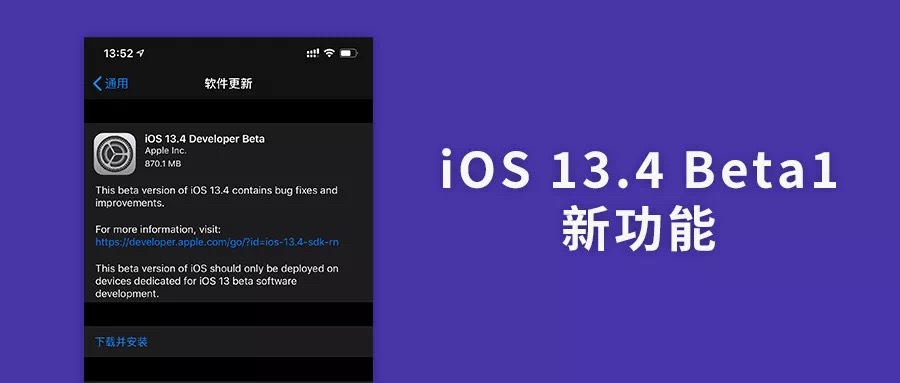 13:52
通用
软件更新
iOS 13.4 Developer Beta
Apple Inc.
870.1 MB
This beta version of iOS 13.4 contains bug fixes and
improvements.
For more information, visit:
https://developer.apple.com/go/?id=ios-13.4-sdk-rn
This beta version of iOS should only be deployed on
devices dedicated for iOS 13 beta software
development.
下载并安装
iOS 13.4 Beta1
新功能